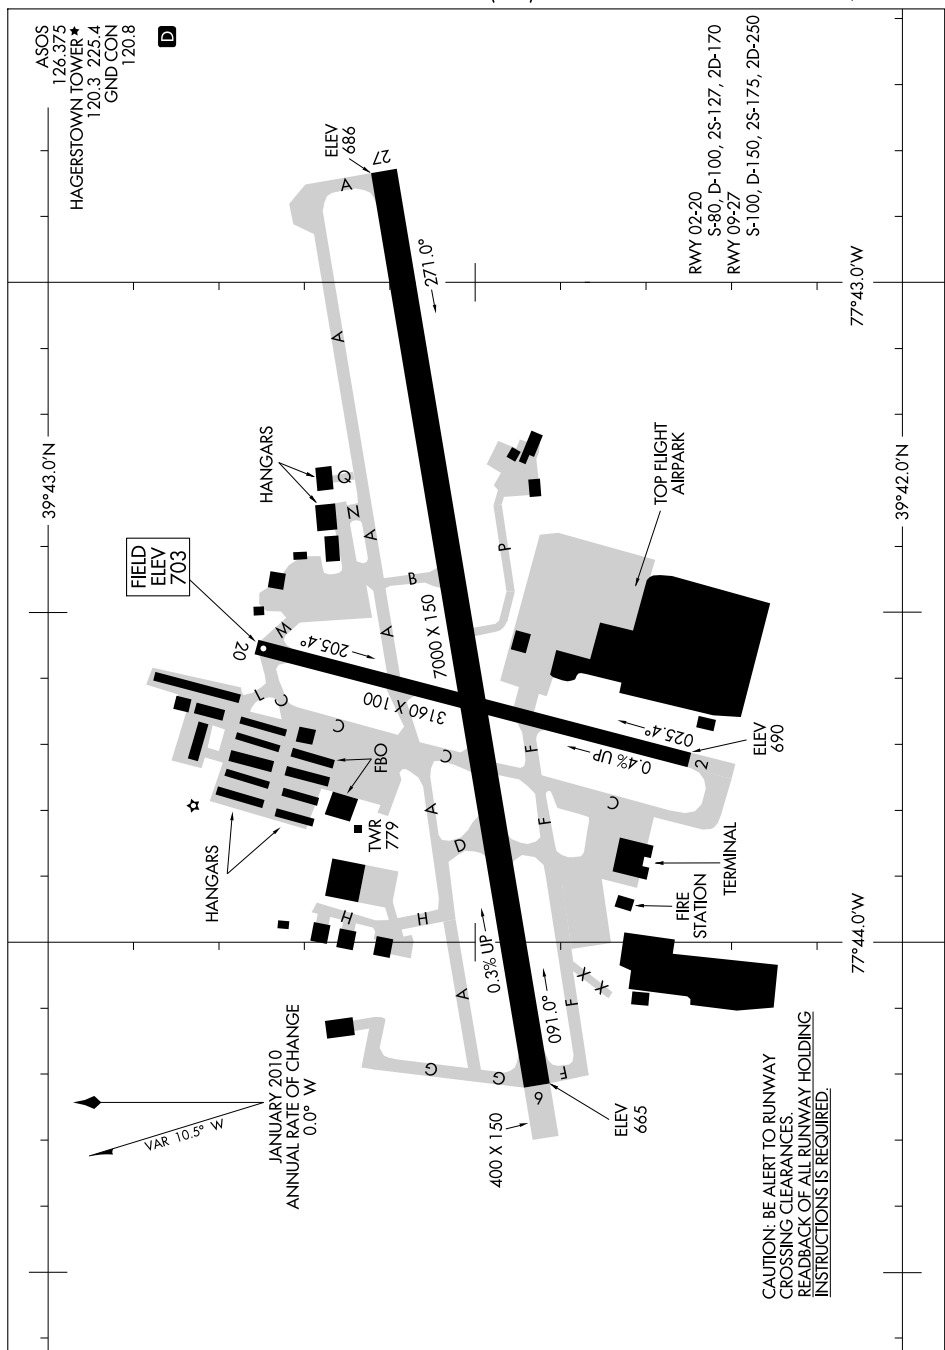 ASOS
126.375
HAGERSTOWN TOWER★
120.3 225.4
GND CON
120.8
D
RWY 02-20
S-80, D-100, 2S-127, 2D-170
RWY 09-27
S-100, D-150, 2S-175, 2D-250
39°43.0'N
39°42.0'N
77°43.0'W
77°44.0'W
ELEV
686
27
A
271.0°
A
HANGARS
Q
N
A
FIELD
ELEV
703
B
P
TOP FLIGHT
AIRPARK
M
20
205.4°
A
7000 X 150
L
C
C
3160 X 100
C
FBO
F
025.4°
0.4% UP
2
ELEV
690
HANGARS
TWR
779
A
D
F
C
TERMINAL
FIRE
STATION
H
H
0.3% UP
A
X
X
F
091.0°
G
G
F
9
ELEV
665
400 X 150
VAR 10.5° W
JANUARY 2010
ANNUAL RATE OF CHANGE
0.0° W
CAUTION: BE ALERT TO RUNWAY
CROSSING CLEARANCES.
READBACK OF ALL RUNWAY HOLDING
INSTRUCTIONS IS REQUIRED.